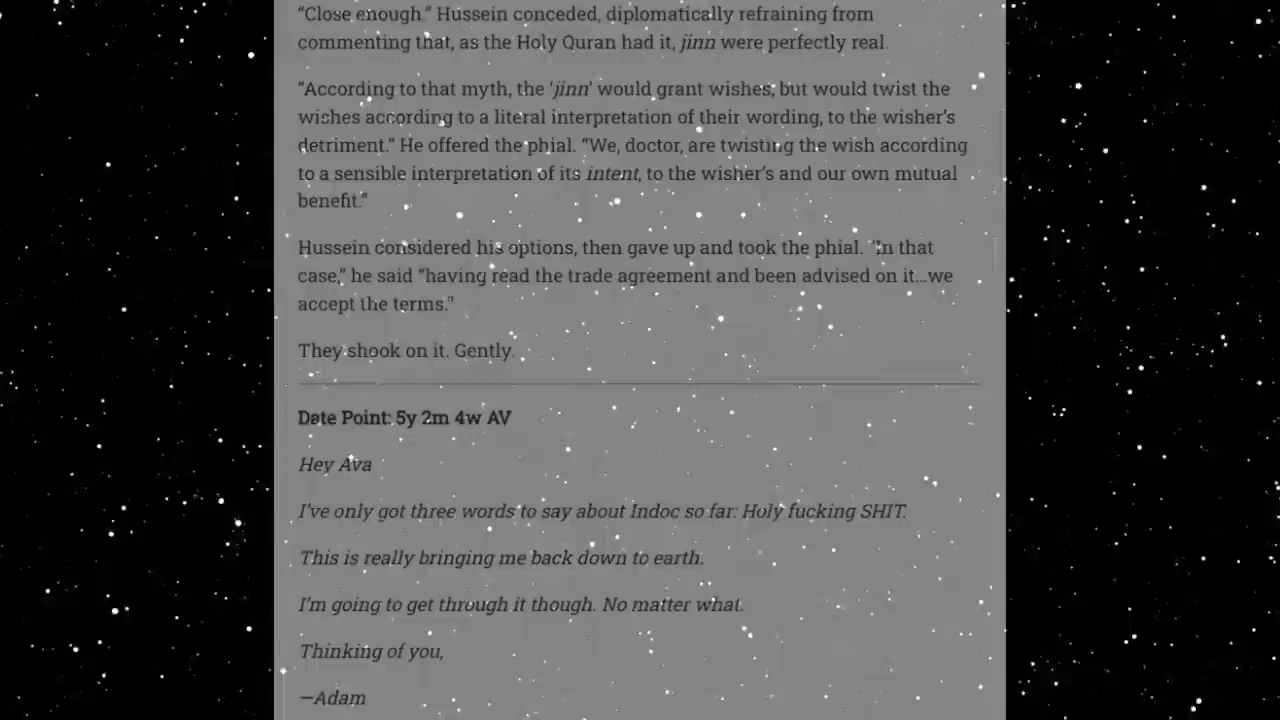 “Close enough.” Hussein conceded, diplomatically refraining from
commenting that, as the Holy Quran had it, jinn were perfectly real.
“According to that myth, the ‘jinn’ would grant wishes, but would twist the
wishes according to a literal interpretation of their wording, to the wisher’s
detriment.” He offered the phial. “We, doctor, are twisting the wish according
to a sensible interpretation of its intent, to the wisher’s and our own mutual
benefit.”
Hussein considered his options, then gave up and took the phial. “In that
case,” he said “having read the trade agreement and been advised on it…we
accept the terms.”
They shook on it. Gently.
Date Point: 5y 2m 4w AV
Hey Ava
I’ve only got three words to say about Indoc so far: Holy fucking SHIT.
This is really bringing me back down to earth.
I’m going to get through it though. No matter what.
Thinking of you,
—Adam